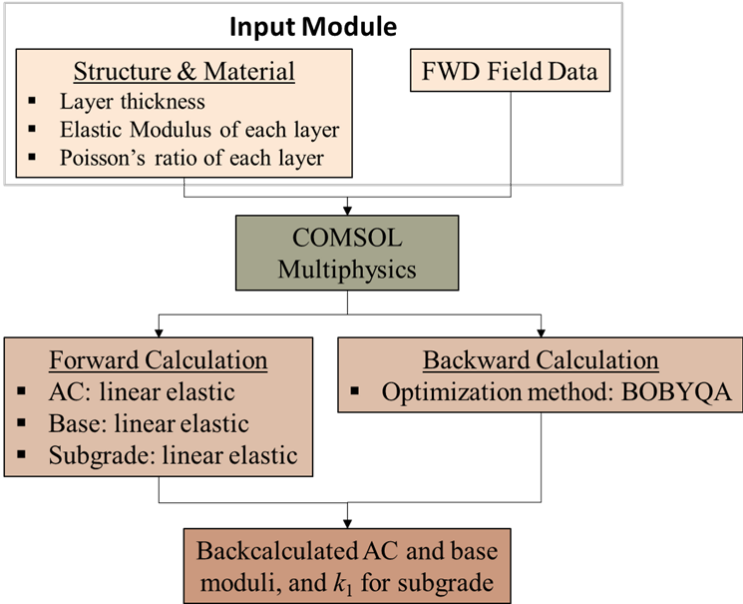 Input Module
Structure & Material
▪ Layer thickness
▪ Elastic Modulus of each layer
▪ Poisson's ratio of each layer
FWD Field Data
COMSOL
Multiphysics
Forward Calculation
▪ AC: linear elastic
▪ Base: linear elastic
▪ Subgrade: linear elastic
Backward Calculation
▪ Optimization method: BOBYQA
Backcalculated AC and base
moduli, and k₁ for subgrade